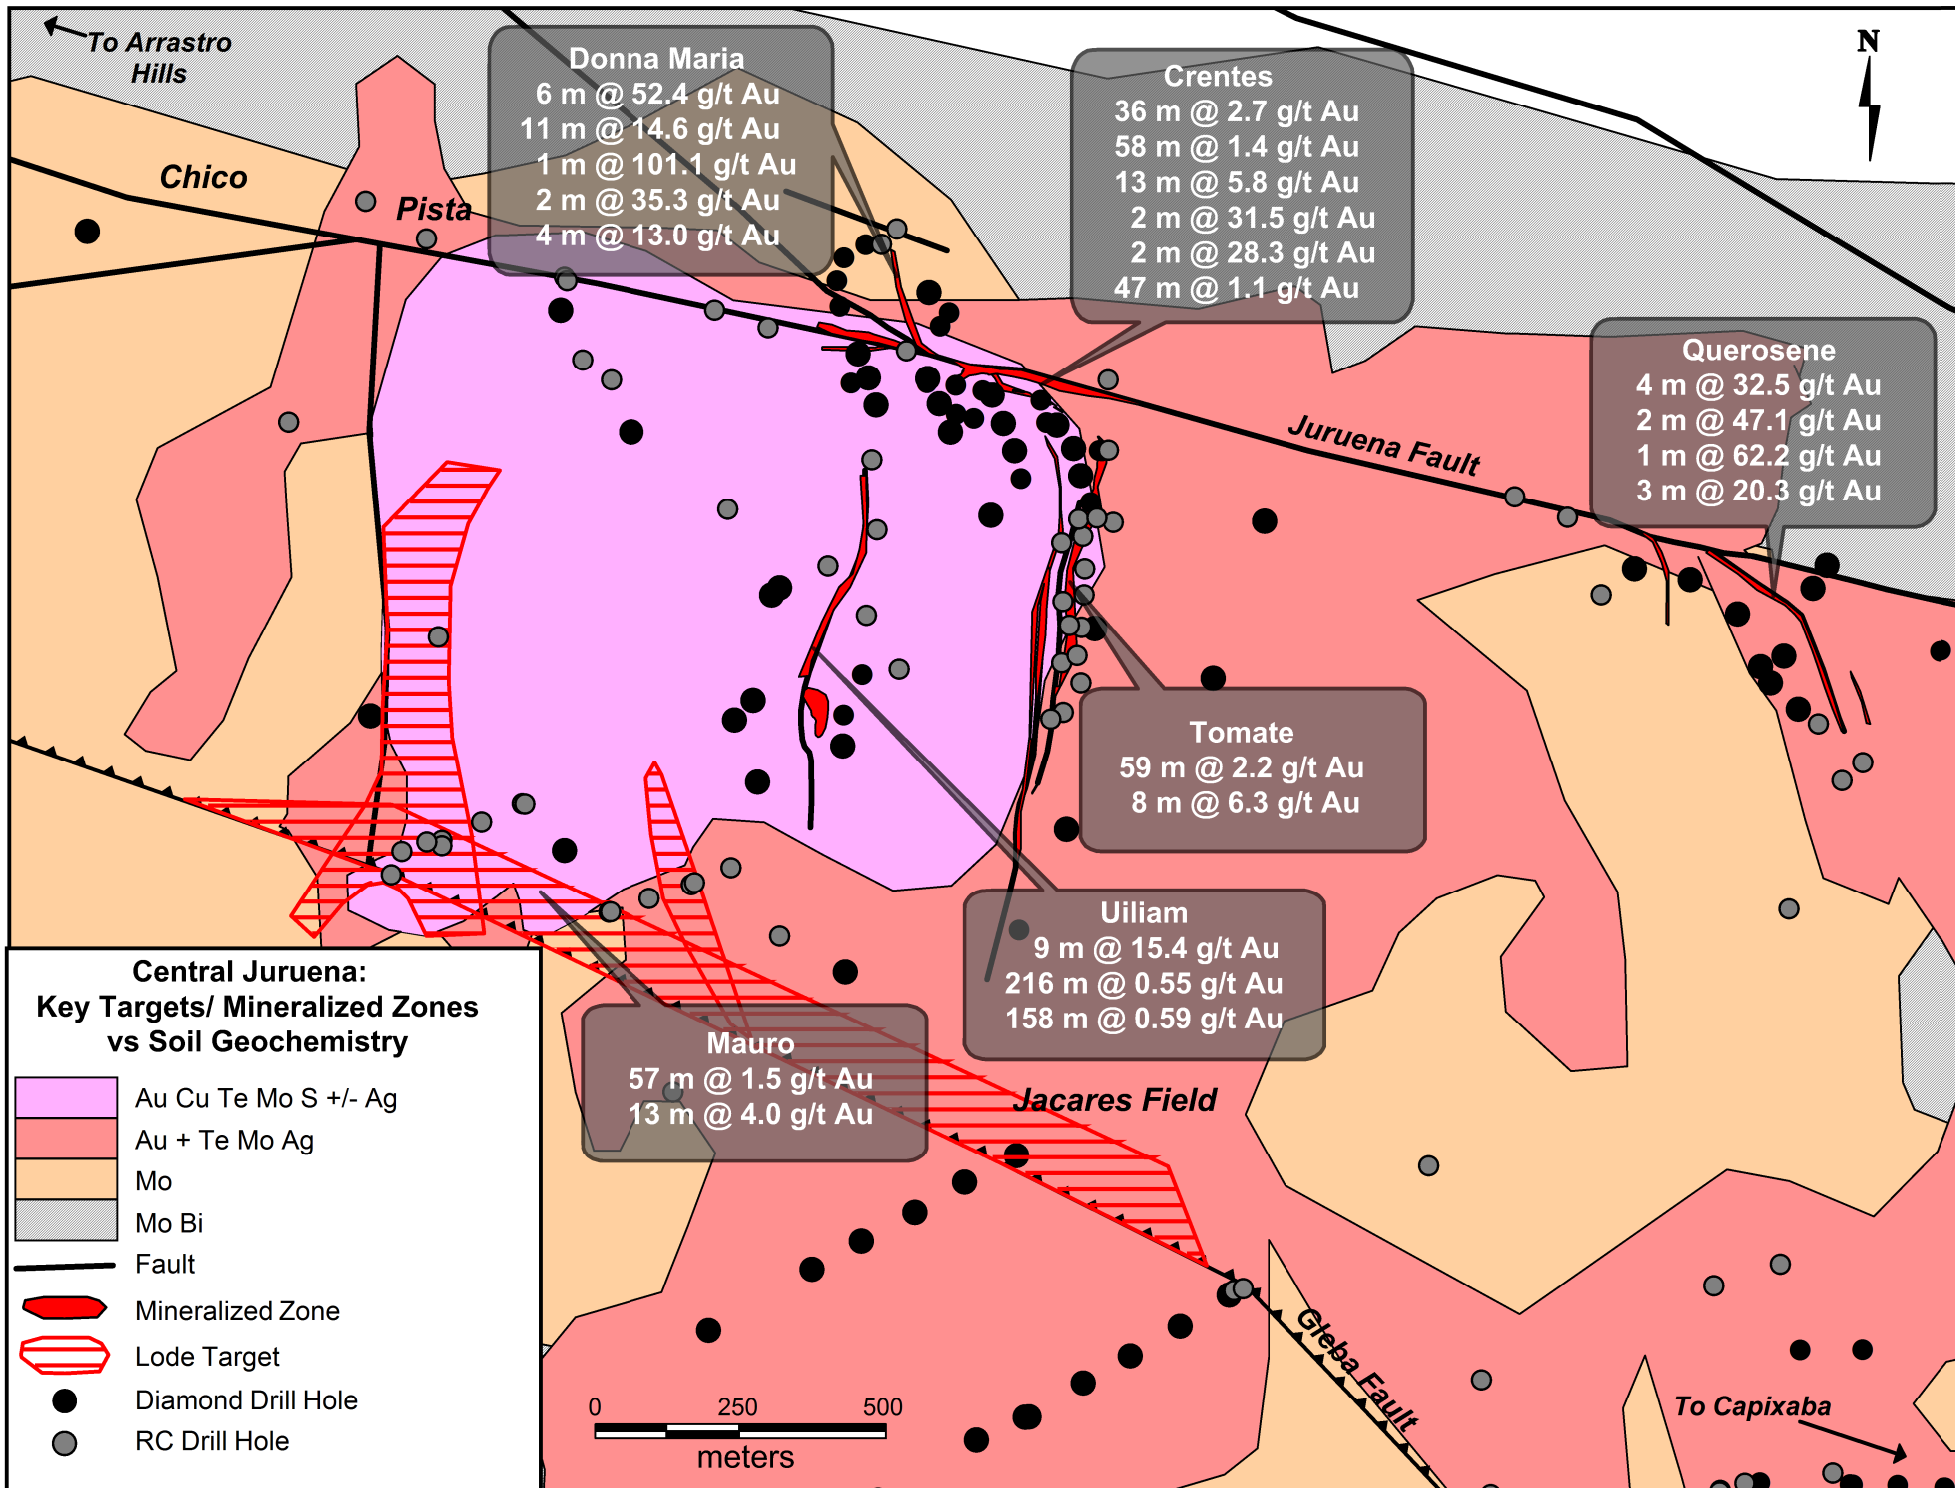 To Arrastro
Hills
N
Chico
Pista
Donna Maria
6 m @ 52.4 g/t Au
11 m @ 14.6 g/t Au
1 m @ 101.1 g/t Au
2 m @ 35.3 g/t Au
4 m @ 13.0 g/t Au
Crentes
36 m @ 2.7 g/t Au
58 m @ 1.4 g/t Au
13 m @ 5.8 g/t Au
2 m @ 31.5 g/t Au
2 m @ 28.3 g/t Au
47 m @ 1.1 g/t Au
Querosene
4 m @ 32.5 g/t Au
2 m @ 47.1 g/t Au
1 m @ 62.2 g/t Au
3 m @ 20.3 g/t Au
Juruena Fault
Tomate
59 m @ 2.2 g/t Au
8 m @ 6.3 g/t Au
Uiliam
9 m @ 15.4 g/t Au
216 m @ 0.55 g/t Au
158 m @ 0.59 g/t Au
Mauro
57 m @ 1.5 g/t Au
13 m @ 4.0 g/t Au
Jacares Field
Gleba Fault
To Capixaba
Central Juruena:
Key Targets/ Mineralized Zones
vs Soil Geochemistry
Au Cu Te Mo S +/- Ag
Au + Te Mo Ag
Mo
Mo Bi
Fault
Mineralized Zone
Lode Target
Diamond Drill Hole
RC Drill Hole
0 250 500
meters